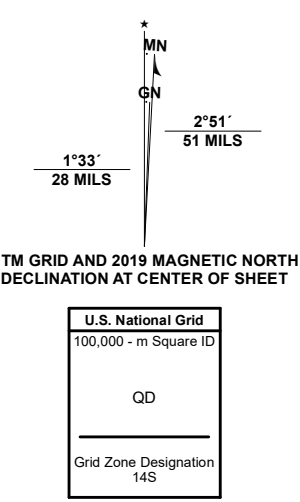 MN
GN
2°51´
51 MILS
1°33´
28 MILS
TM GRID AND 2019 MAGNETIC NORTH
DECLINATION AT CENTER OF SHEET
U.S. National Grid
100,000 - m Square ID
QD
Grid Zone Designation
14S